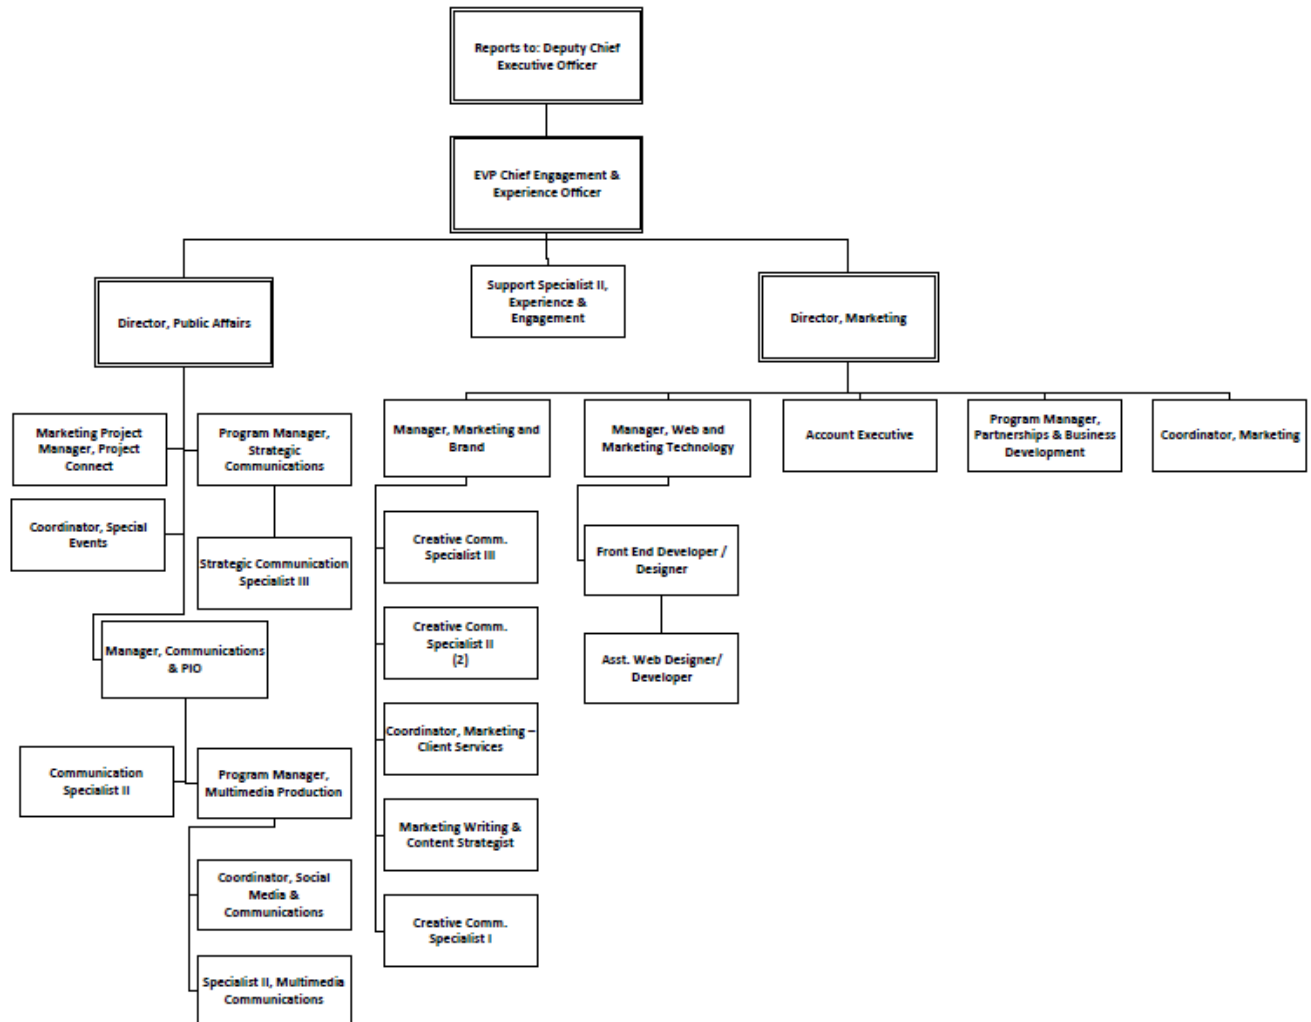 Reports to: Deputy Chief
Executive Officer
EVP Chief Engagement &
Experience Officer
Director, Public Affairs
Support Specialist II,
Experience &
Engagement
Director, Marketing
Marketing Project
Manager, Project
Connect
Program Manager,
Strategic
Communications
Manager, Marketing and
Brand
Manager, Web and
Marketing Technology
Account Executive
Program Manager,
Partnerships & Business
Development
Coordinator, Marketing
Coordinator, Special
Events
Strategic Communication
Specialist III
Creative Comm.
Specialist III
Front End Developer /
Designer
Manager, Communications
& PIO
Creative Comm.
Specialist II
(2)
Asst. Web Designer/
Developer
Communication
Specialist II
Program Manager,
Multimedia Production
Coordinator, Marketing –
Client Services
Marketing Writing &
Content Strategist
Coordinator, Social
Media &
Communications
Creative Comm.
Specialist I
Specialist II, Multimedia
Communications